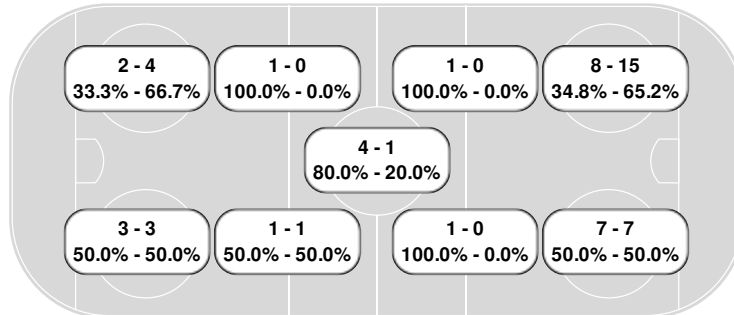 2 - 4
33.3% - 66.7%
1 - 0
100.0% - 0.0%
1 - 0
100.0% - 0.0%
8 - 15
34.8% - 65.2%
4 - 1
80.0% - 20.0%
3 - 3
50.0% - 50.0%
1 - 1
50.0% - 50.0%
1 - 0
100.0% - 0.0%
7 - 7
50.0% - 50.0%